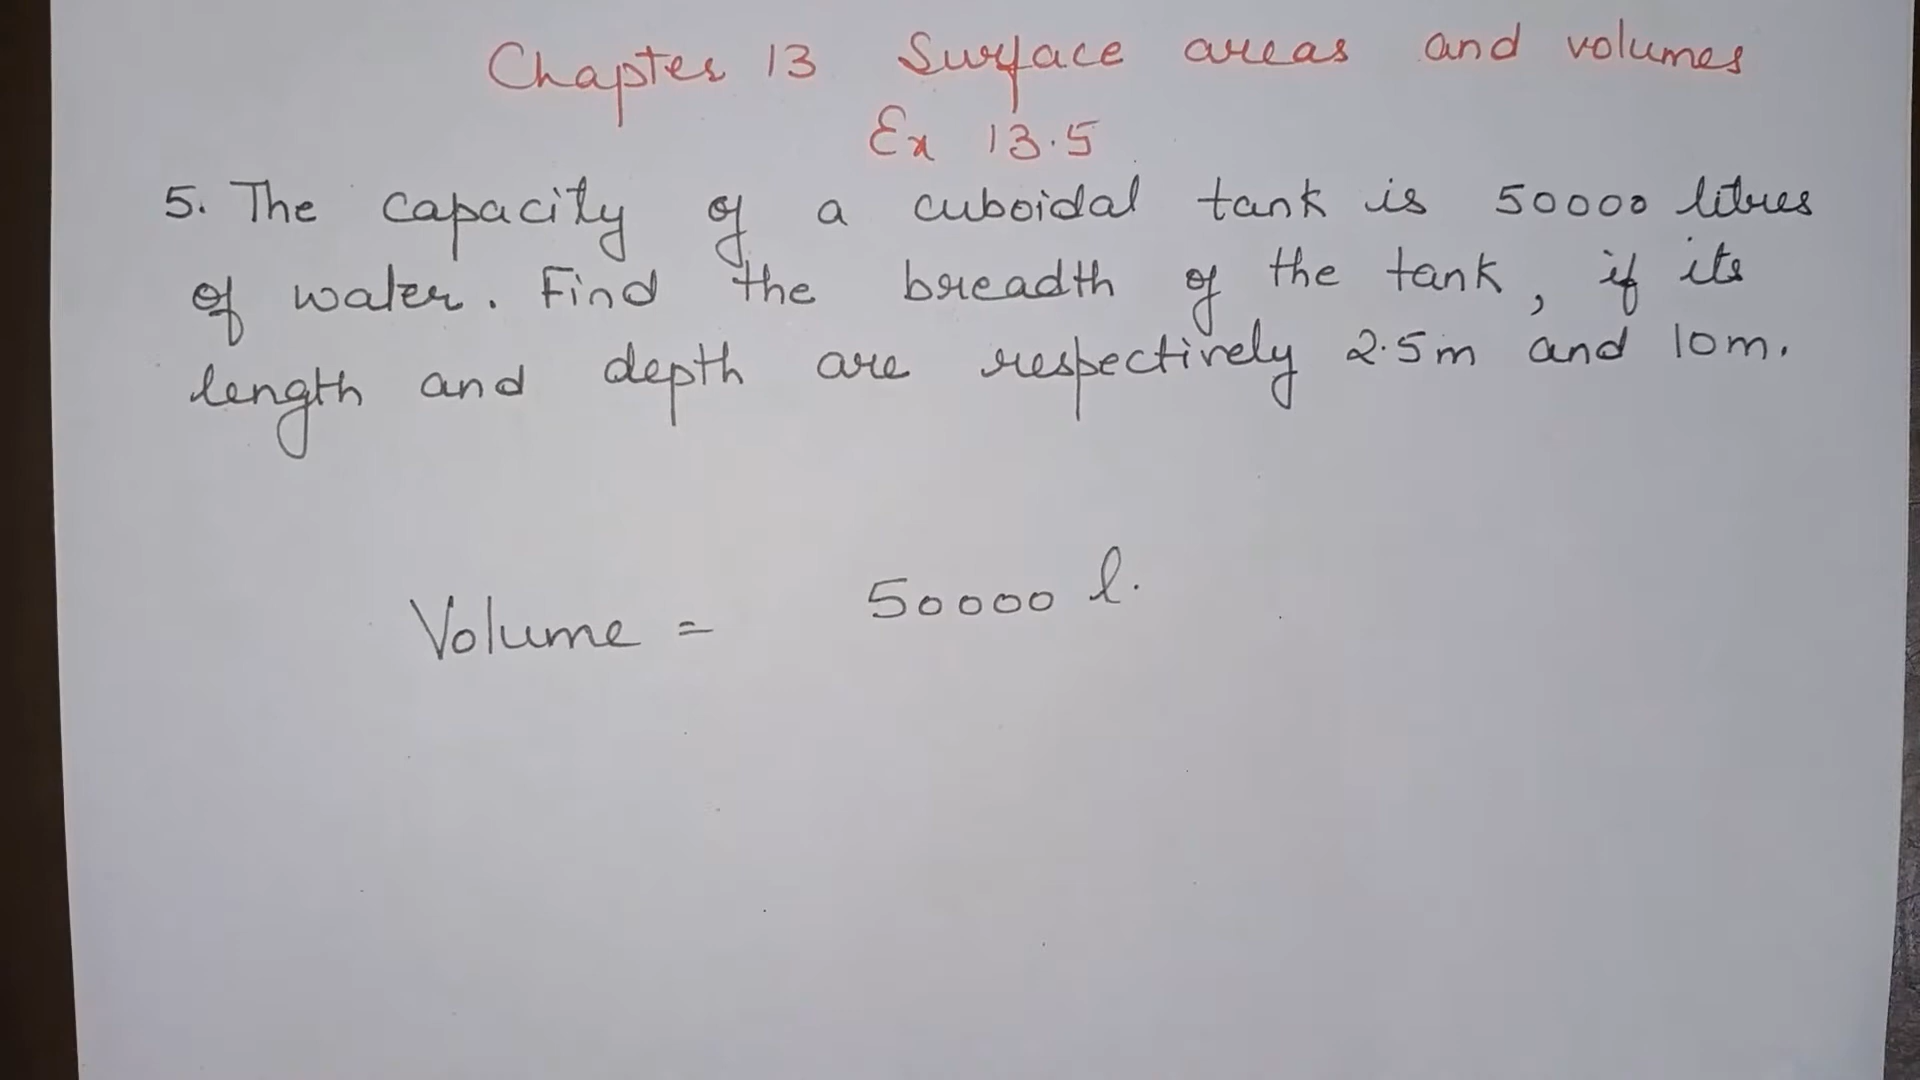 Chapter 13 Surface areas and volumes
Ex 13.5
5. The capacity of a cuboidal tank is 50000 litres
of water. Find the breadth of the tank, if its
length and depth are respectively 2.5m and 10m.
Volume = 50000 l.